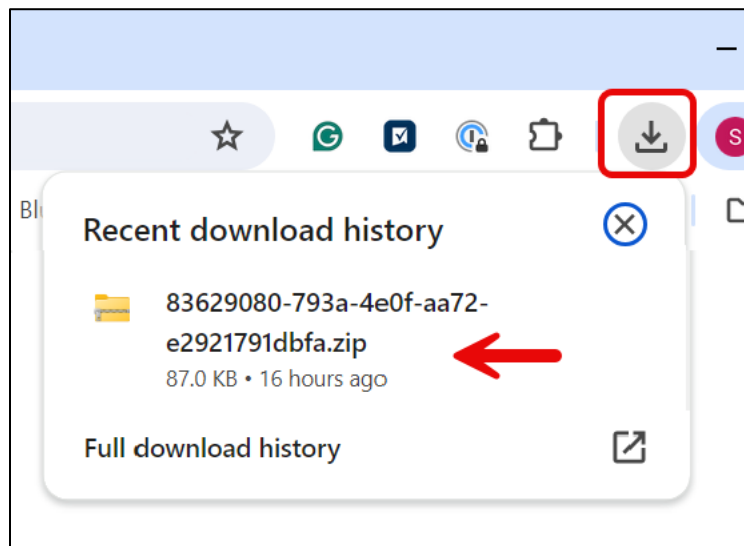 S
Recent download history
83629080-793a-4e0f-aa72-
e2921791dbfa.zip
87.0 KB • 16 hours ago
Full download history